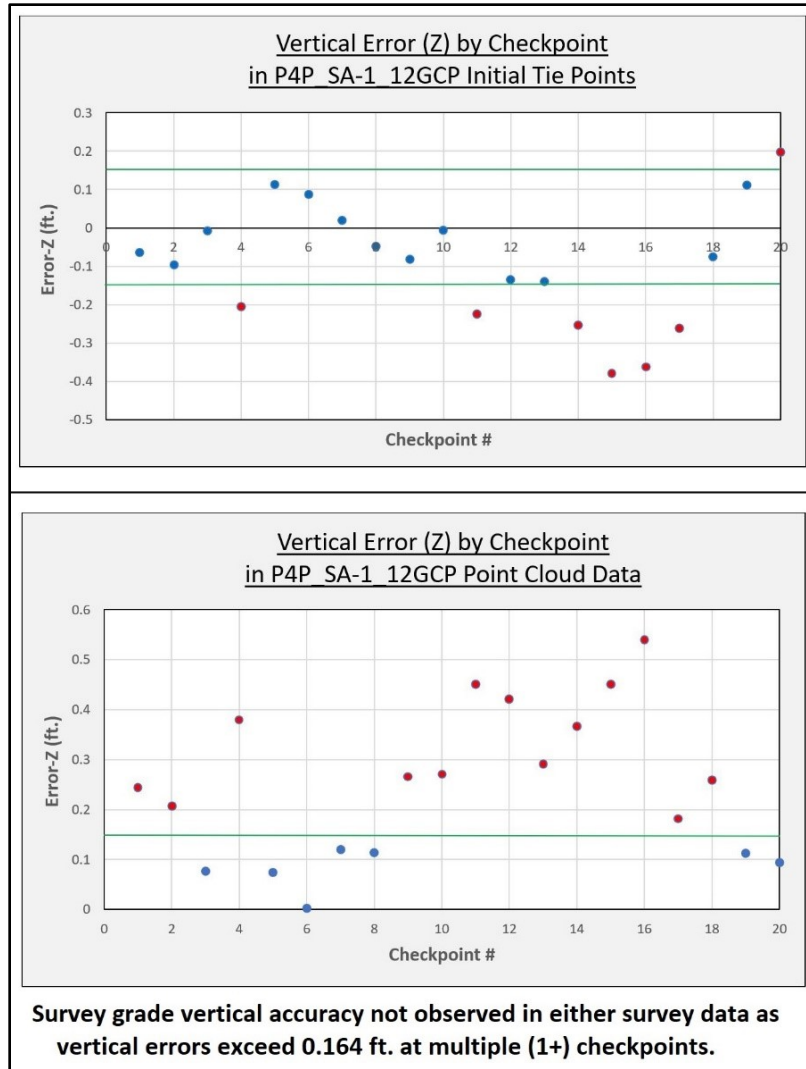 Vertical Error (Z) by Checkpoint
in P4P_SA-1_12GCP Initial Tie Points
0.3
0.2
0.1
0
-0.1
-0.2
-0.3
-0.4
-0.5
Error-Z (ft.)
0 2 4 6 8 10 12 14 16 18 20
Checkpoint #
Vertical Error (Z) by Checkpoint
in P4P_SA-1_12GCP Point Cloud Data
0.6
0.5
0.4
0.3
0.2
0.1
0
Error-Z (ft.)
0 2 4 6 8 10 12 14 16 18 20
Checkpoint #
Survey grade vertical accuracy not observed in either survey data as
vertical errors exceed 0.164 ft. at multiple (1+) checkpoints.